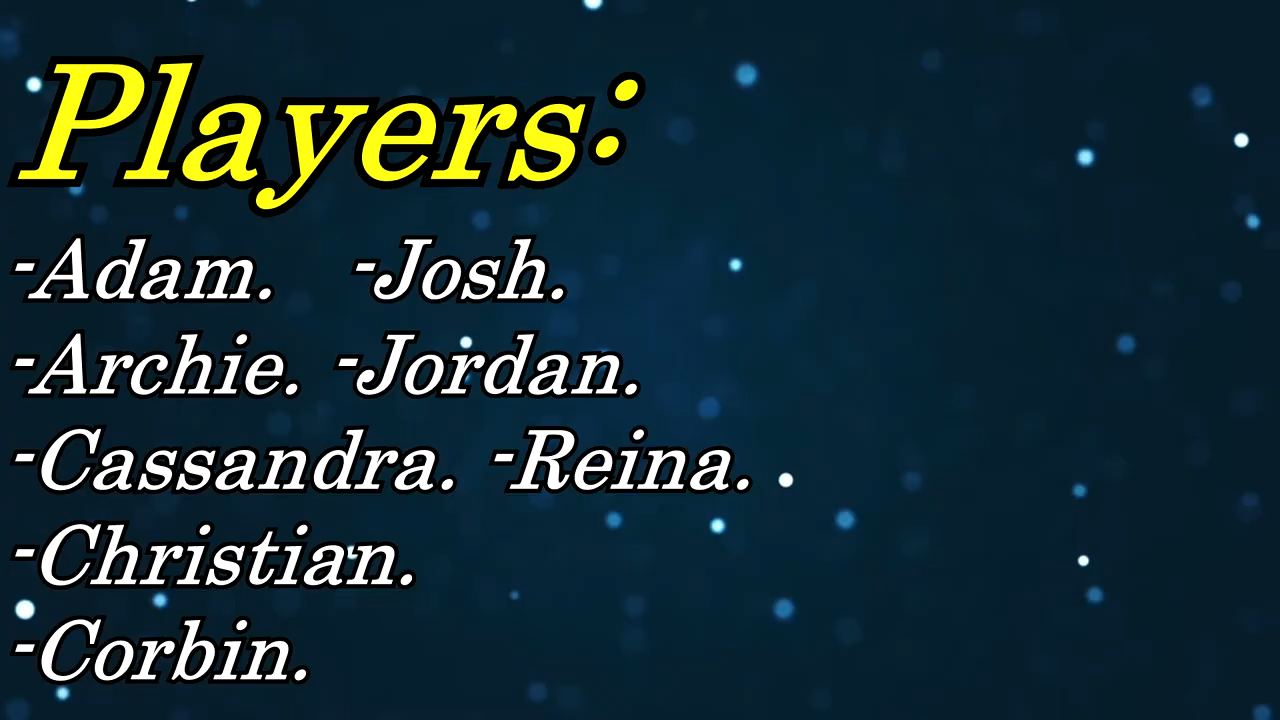 Players:
-Adam. -Josh.
-Archie. -Jordan.
-Cassandra. -Reina.
-Christian.
-Corbin.